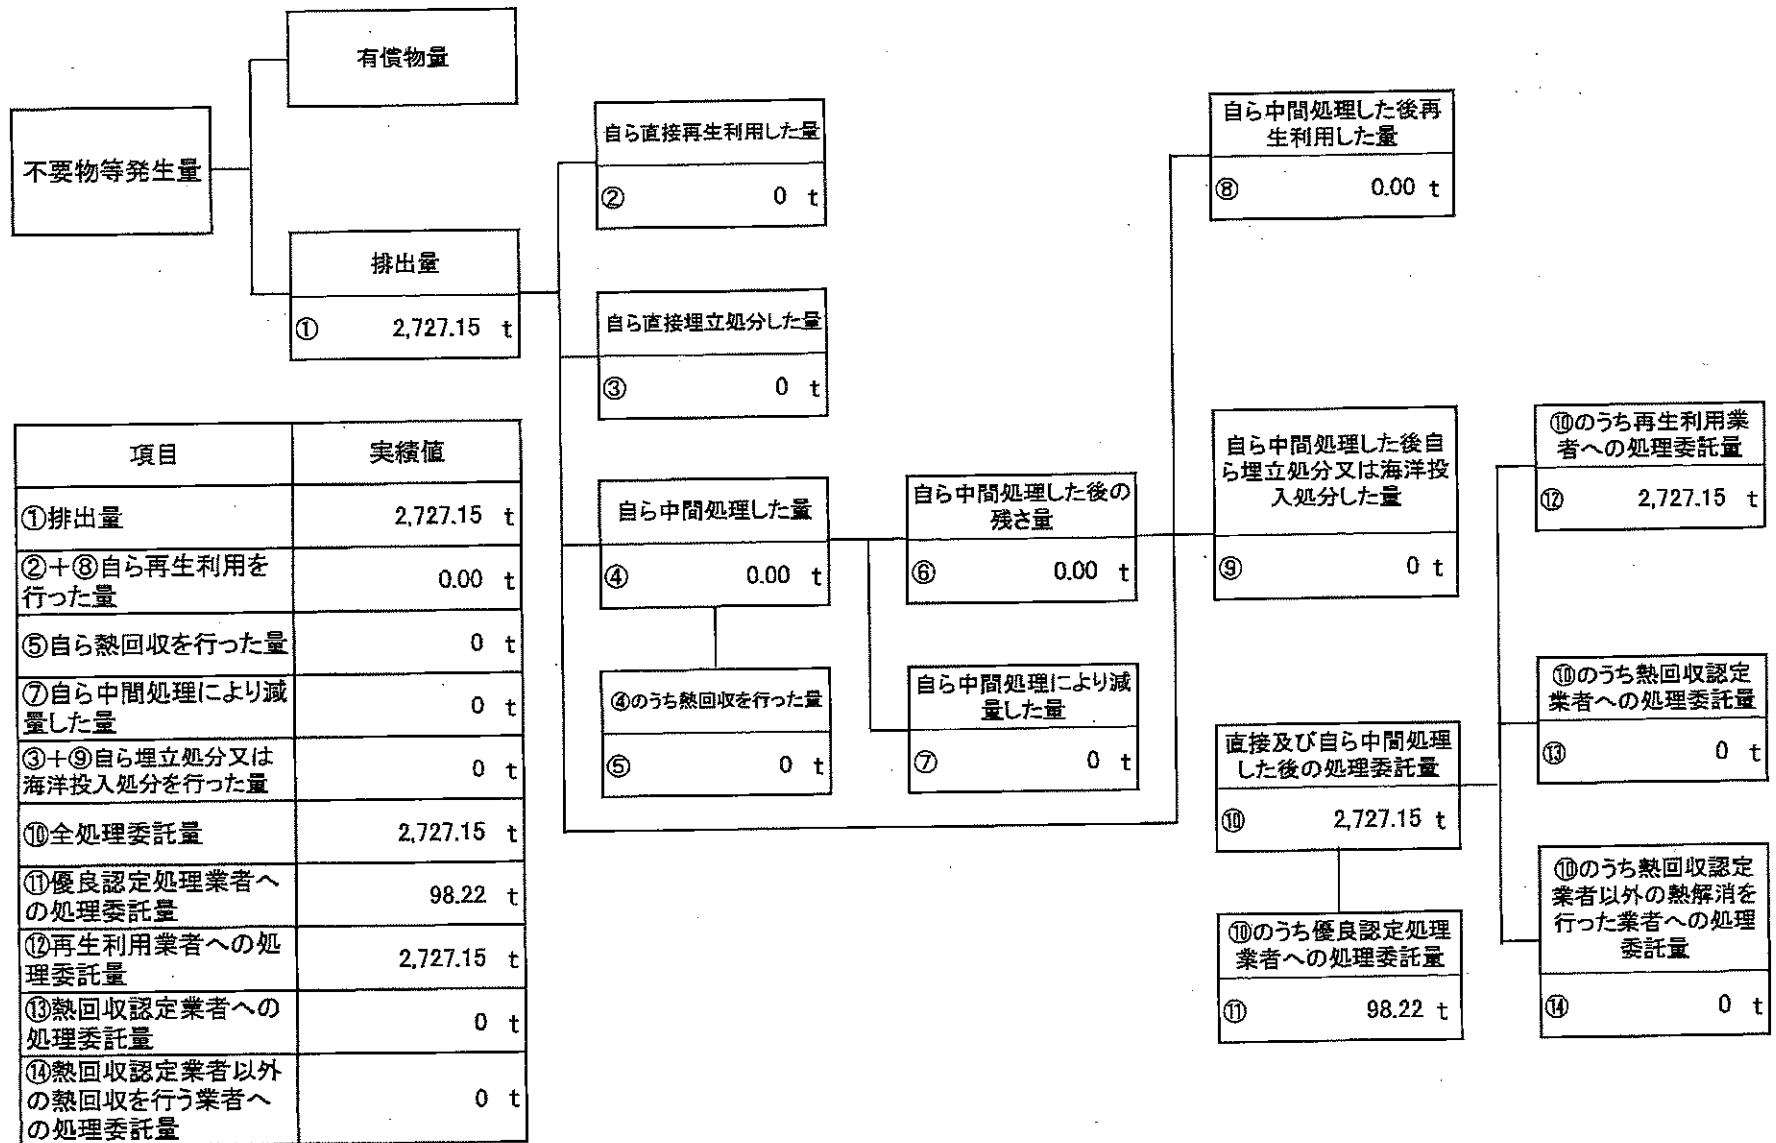 有償物量
不要物等発生量
排出量
① 2,727.15 t
自ら直接再生利用した量
② 0 t
自ら直接埋立処分した量
③ 0 t
自ら中間処理した量
④ 0.00 t
④のうち熱回収を行った量
⑤ 0 t
自ら中間処理した後の
残さ量
⑥ 0.00 t
自ら中間処理により減
量した量
⑦ 0 t
自ら中間処理した後再
生利用した量
⑧ 0.00 t
自ら中間処理した後自
ら埋立処分又は海洋投
入処分した量
⑨ 0 t
直接及び自ら中間処理
した後の処理委託量
⑩ 2,727.15 t
⑩のうち優良認定処理
業者への処理委託量
⑪ 98.22 t
⑩のうち再生利用業
者への処理委託量
⑫ 2,727.15 t
⑩のうち熱回収認定
業者への処理委託量
⑬ 0 t
⑩のうち熱回収認定
業者以外の熱解消を
行った業者への処理
委託量
⑭ 0 t
項目 実績値
①排出量 2,727.15 t
②＋⑧自ら再生利用を
行った量 0.00 t
⑤自ら熱回収を行った量 0 t
⑦自ら中間処理により減
量した量 0 t
③＋⑨自ら埋立処分又は
海洋投入処分を行った量 0 t
⑩全処理委託量 2,727.15 t
⑪優良認定処理業者へ
の処理委託量 98.22 t
⑫再生利用業者への処
理委託量 2,727.15 t
⑬熱回収認定業者への
処理委託量 0 t
⑭熱回収認定業者以外
の熱回収を行う業者へ
の処理委託量 0 t